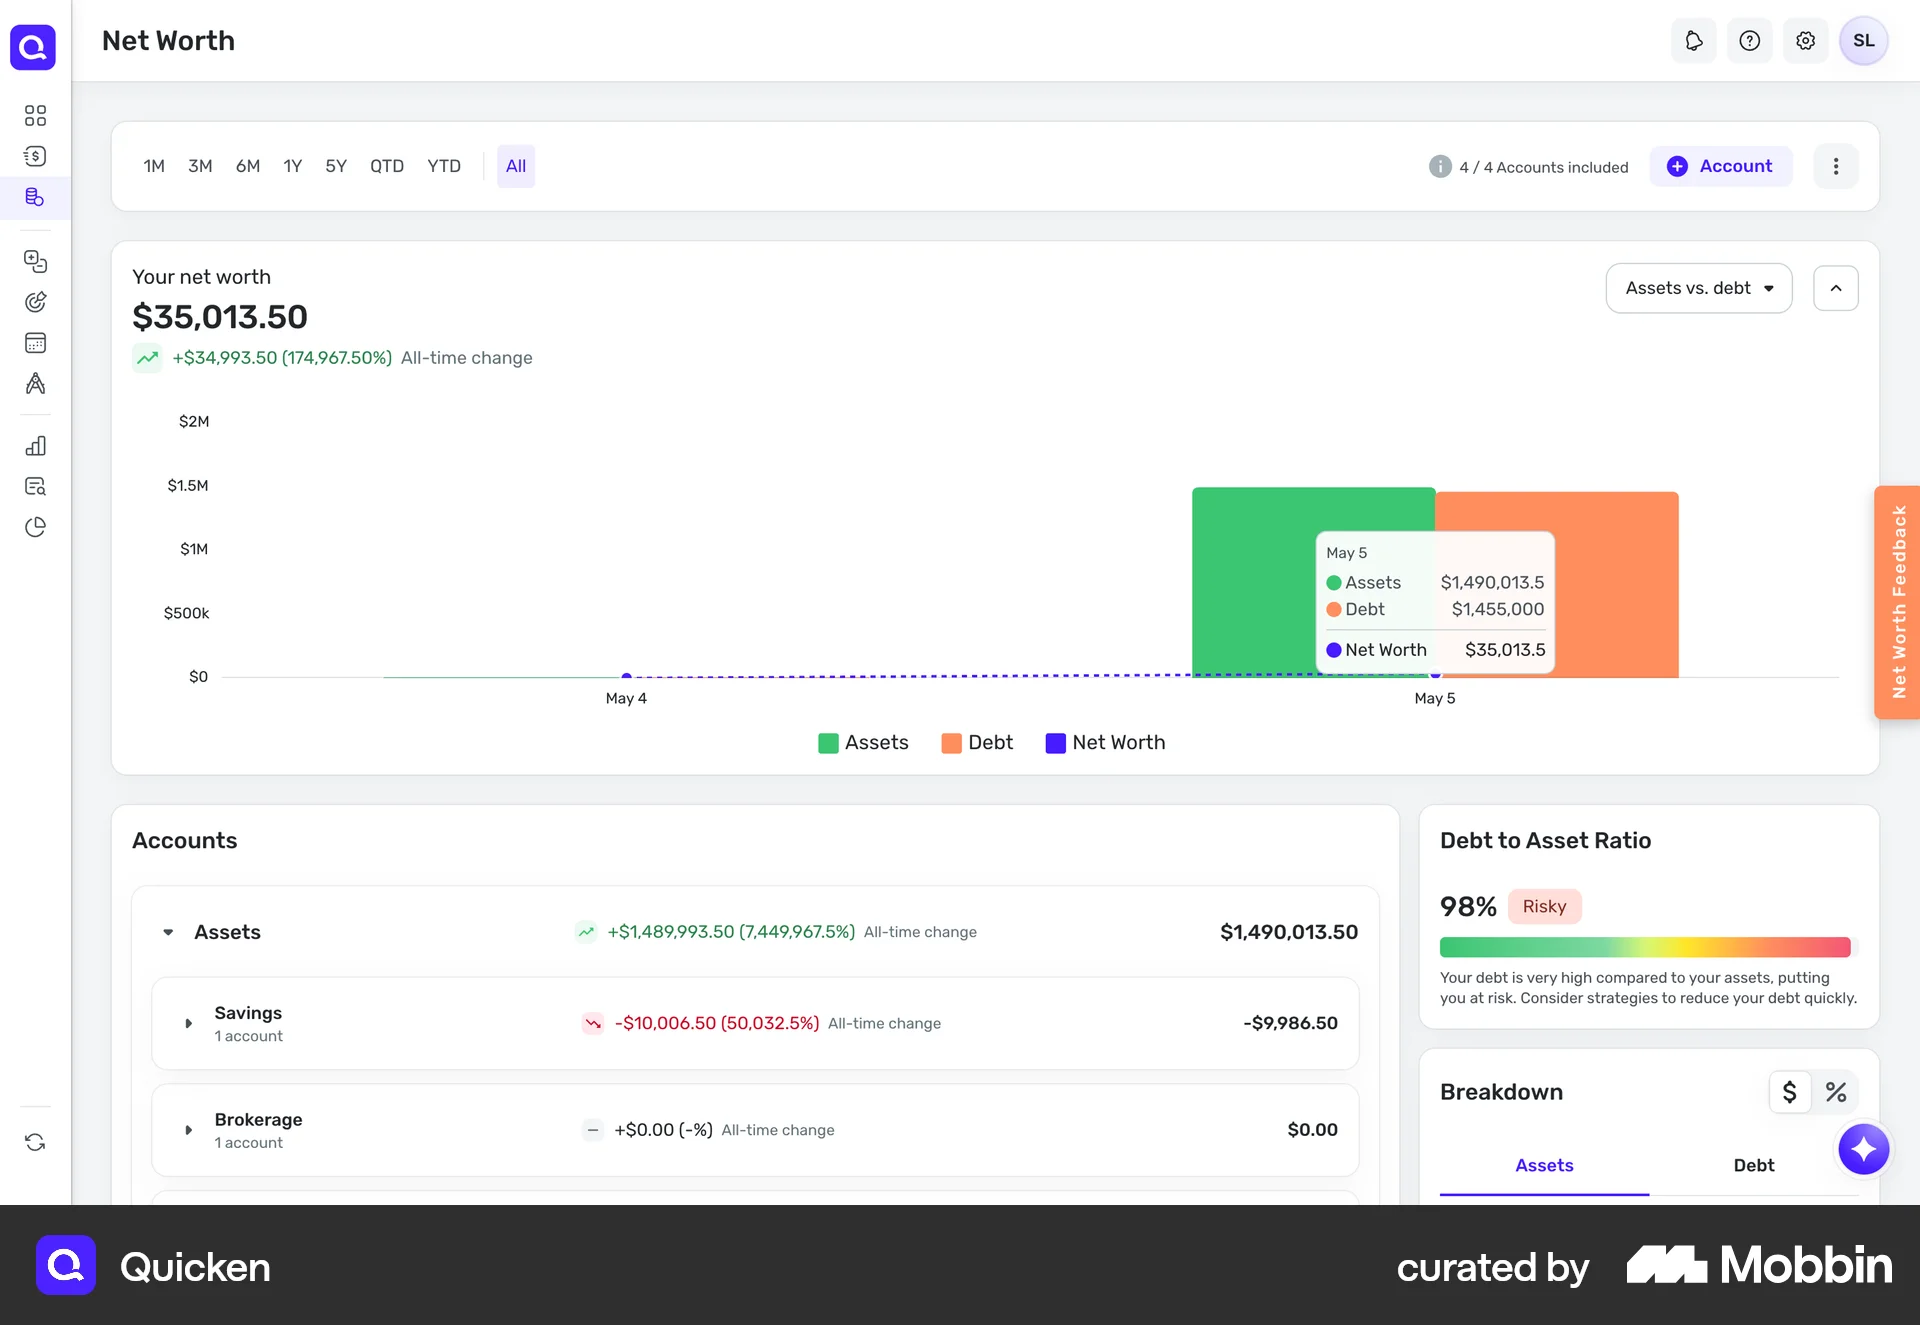 Net Worth
SL
1M 3M 6M 1Y 5Y QTD YTD All
4 / 4 Accounts included
Account
Your net worth
$35,013.50
+$34,993.50 (174,967.50%) All-time change
Assets vs. debt
$2M
$1.5M
$1M
$500k
$0
May 5
Assets $1,490,013.5
Debt $1,455,000
Net Worth $35,013.5
May 4
May 5
Assets Debt Net Worth
Net Worth Feedback
Accounts
Assets +$1,489,993.50 (7,449,967.5%) All-time change $1,490,013.50
Savings
1 account
-$10,006.50 (50,032.5%) All-time change -$9,986.50
Brokerage
1 account
+$0.00 (-%) All-time change $0.00
Debt to Asset Ratio
98% Risky
Your debt is very high compared to your assets, putting
you at risk. Consider strategies to reduce your debt quickly.
Breakdown
$ %
Assets Debt
Quicken
curated by Mobbin